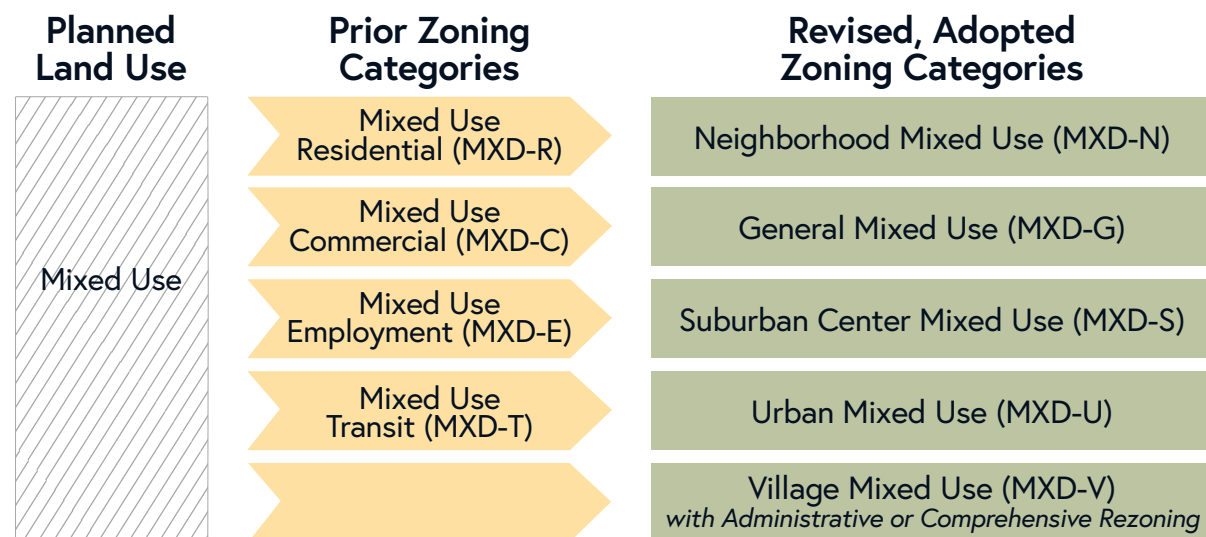 Planned
Land Use
Prior Zoning
Categories
Revised, Adopted
Zoning Categories
Mixed Use
Mixed Use
Residential (MXD-R)
Neighborhood Mixed Use (MXD-N)
Mixed Use
Commercial (MXD-C)
General Mixed Use (MXD-G)
Mixed Use
Employment (MXD-E)
Suburban Center Mixed Use (MXD-S)
Mixed Use
Transit (MXD-T)
Urban Mixed Use (MXD-U)
Village Mixed Use (MXD-V)
with Administrative or Comprehensive Rezoning